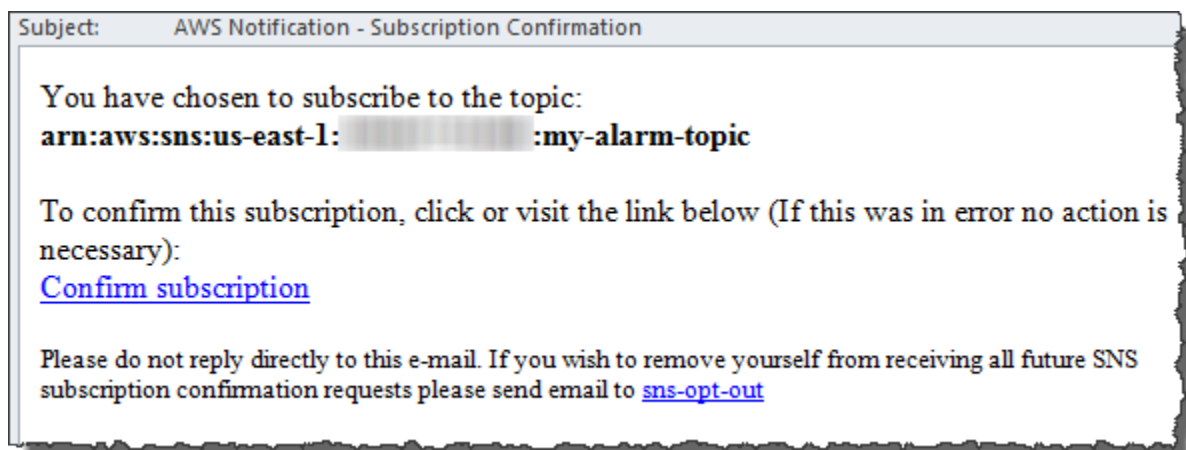 Subject: AWS Notification - Subscription Confirmation
You have chosen to subscribe to the topic:
arn:aws:sns:us-east-1: :my-alarm-topic
To confirm this subscription, click or visit the link below (If this was in error no action is
necessary):
Confirm subscription
Please do not reply directly to this e-mail. If you wish to remove yourself from receiving all future SNS
subscription confirmation requests please send email to sns-opt-out